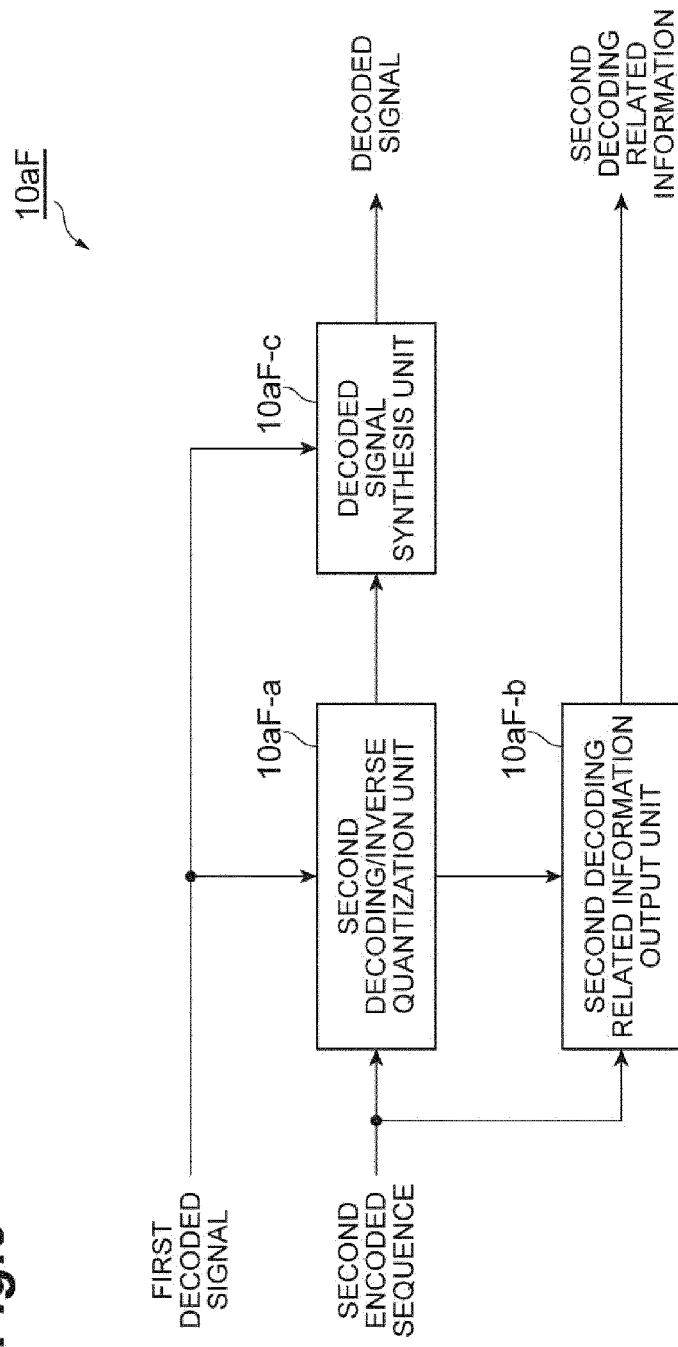 10aF
FIRST
DECODED
SIGNAL
SECOND
ENCODED
SEQUENCE
10aF-a
SECOND
DECODING/INVERSE
QUANTIZATION UNIT
10aF-b
SECOND DECODING
RELATED INFORMATION
OUTPUT UNIT
10aF-c
DECODED
SIGNAL
SYNTHESIS UNIT
DECODED
SIGNAL
SECOND
DECODING
RELATED
INFORMATION